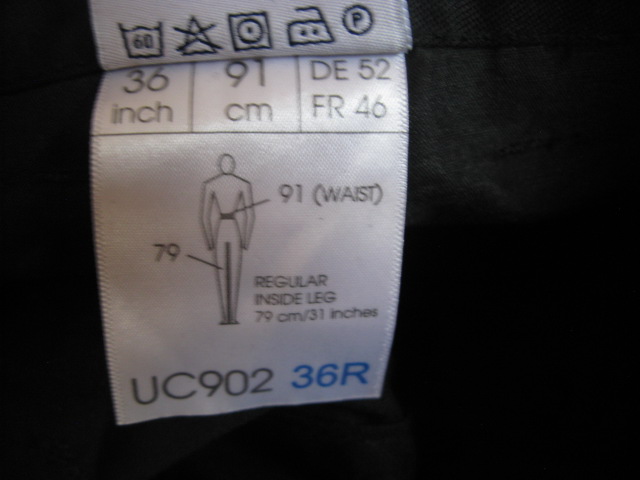 60 P
36 91 DE 52
inch cm FR 46
91 (WAIST)
79
REGULAR
INSIDE LEG
79 cm/31 inches
UC902 36R